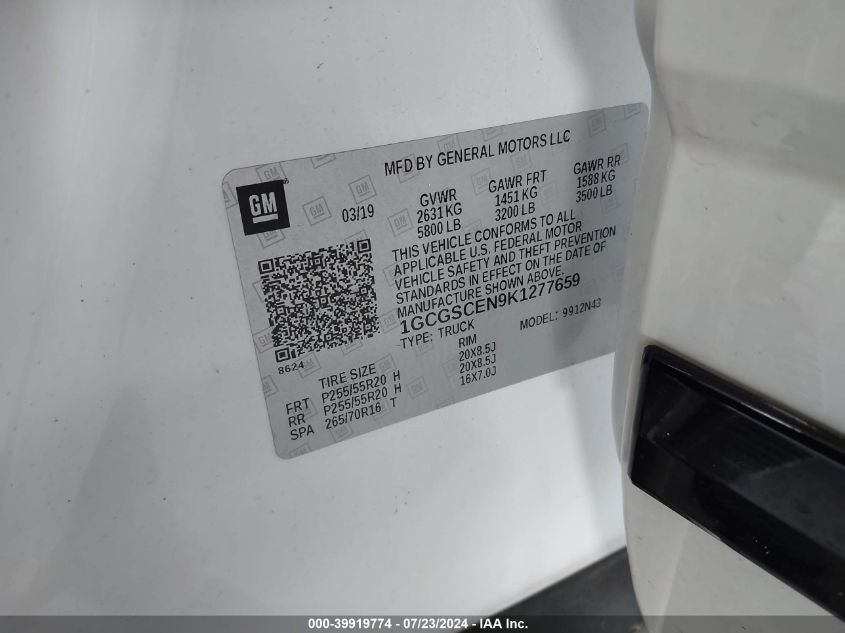 MFD BY GENERAL MOTORS LLC
GM®
03/19
GVWR GAWR FRT GAWR RR
2631 KG 1451 KG 1588 KG
5800 LB 3200 LB 3500 LB
THIS VEHICLE CONFORMS TO ALL
APPLICABLE U.S. FEDERAL MOTOR
VEHICLE SAFETY AND THEFT PREVENTION
STANDARDS IN EFFECT ON THE DATE OF
MANUFACTURE SHOWN ABOVE.
1GCGSCEN9K1277659
TYPE: TRUCK MODEL: 9912N43
8624
TIRE SIZE RIM
FRT P255/55R20 H 20X8.5J
RR P255/55R20 H 20X8.5J
SPA 265/70R16 T 16X7.0J
000-39919774 / 07/23/2024 - IAA Inc.